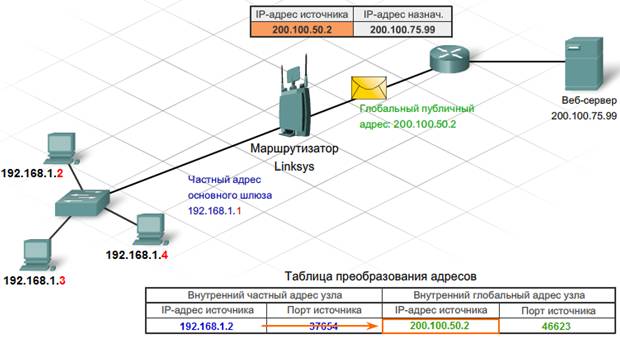 IP-адрес источника IP-адрес назнач.
200.100.50.2 200.100.75.99
Веб-сервер
200.100.75.99
Глобальный публичный
адрес: 200.100.50.2
Маршрутизатор
Linksys
192.168.1.2
Частный адрес
основного шлюза
192.168.1.1
192.168.1.4
192.168.1.3
Таблица преобразования адресов
Внутренний частный адрес узла Внутренний глобальный адрес узла
IP-адрес источника Порт источника IP-адрес источника Порт источника
192.168.1.2 37654 200.100.50.2 46623